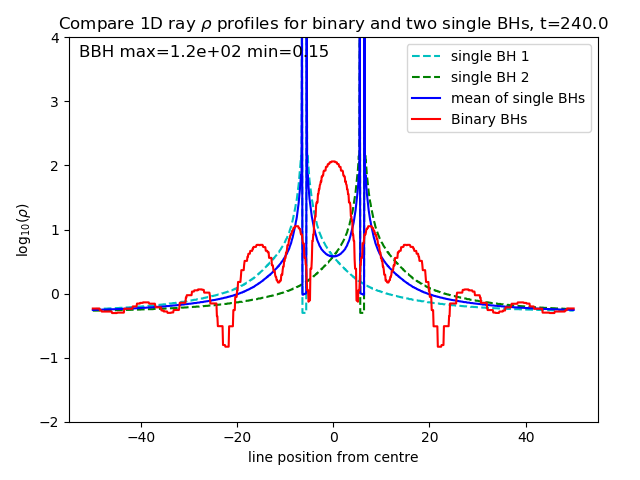 Compare 1D ray ρ profiles for binary and two single BHs, t=240.0
BBH max=1.2e+02 min=0.15
single BH 1
single BH 2
mean of single BHs
Binary BHs
log₁₀(ρ)
4
3
2
1
0
−1
−2
−40
−20
0
20
40
line position from centre